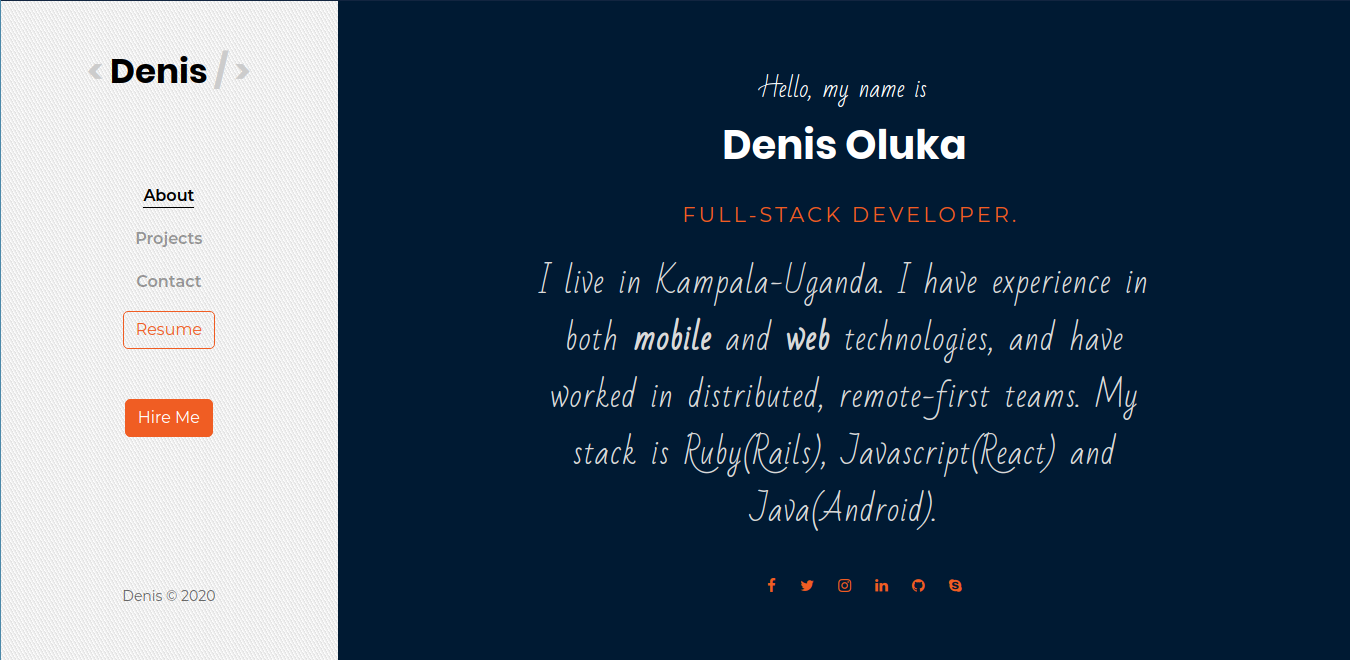 < Denis />
About
Projects
Contact
Resume
Hire Me
Denis © 2020
Hello, my name is
Denis Oluka
FULL-STACK DEVELOPER.
I live in Kampala-Uganda. I have experience in
both mobile and web technologies, and have
worked in distributed, remote-first teams. My
stack is Ruby(Rails), Javascript(React) and
Java(Android).